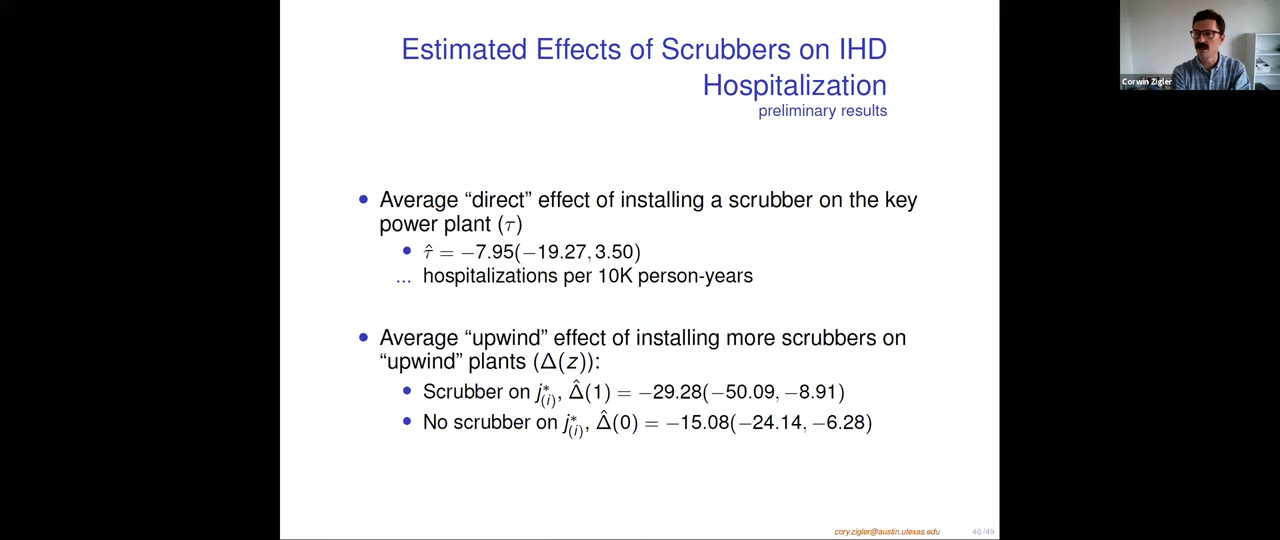 Estimated Effects of Scrubbers on IHD
Hospitalization
preliminary results
Corwin Zigler
• Average “direct” effect of installing a scrubber on the key
power plant (τ)
• τ̂ = −7.95(−19.27, 3.50)
... hospitalizations per 10K person-years
• Average “upwind” effect of installing more scrubbers on
“upwind” plants (Δ(z)):
• Scrubber on j*(i), Δ̂(1) = −29.28(−50.09, −8.91)
• No scrubber on j*(i), Δ̂(0) = −15.08(−24.14, −6.28)
cory.zigler@austin.utexas.edu 46/49